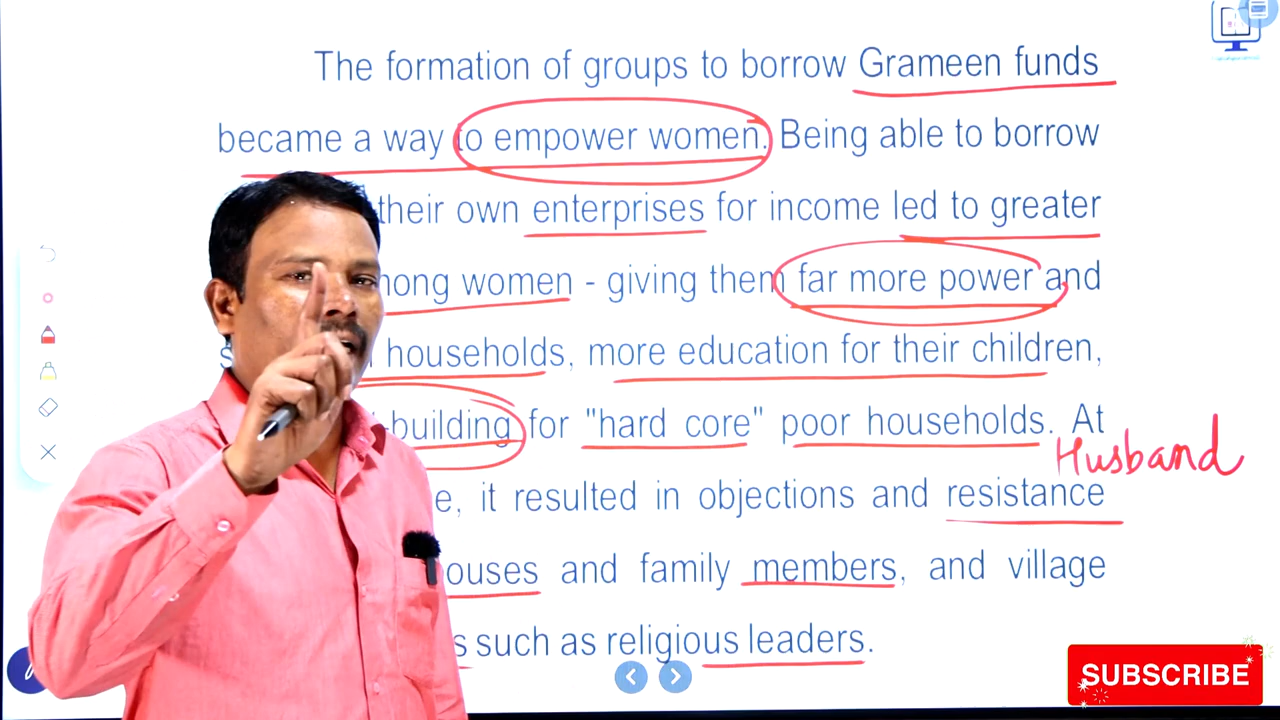 The formation of groups to borrow Grameen funds
became a way to empower women. Being able to borrow
their own enterprises for income led to greater
women - giving them far more power and
households, more education for their children,
-building for "hard core" poor households. At
Husband
it resulted in objections and resistance
and family members, and village
such as religious leaders.
SUBSCRIBE